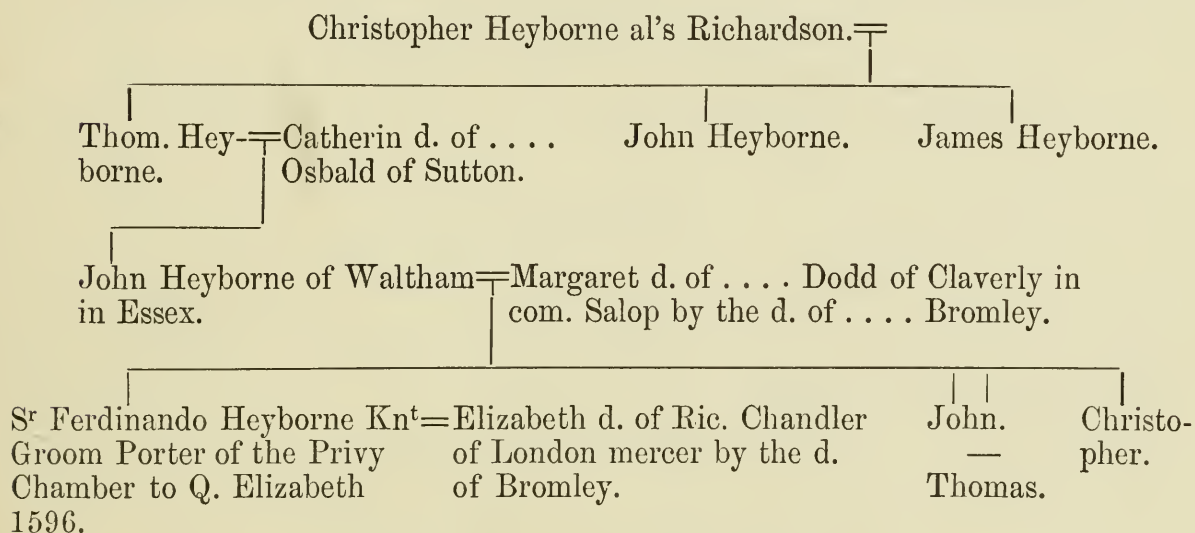 Christopher Heyborne al's Richardson.
Thom. Hey-
borne.
Catherin d. of . . . .
Osbald of Sutton.
John Heyborne.
James Heyborne.
John Heyborne of Waltham
in Essex.
Margaret d. of . . . . Dodd of Claverly in
com. Salop by the d. of . . . . Bromley.
Sʳ Ferdinando Heyborne Knᵗ
Groom Porter of the Privy
Chamber to Q. Elizabeth
1596.
Elizabeth d. of Ric. Chandler
of London mercer by the d.
of Bromley.
John.
—
Thomas.
Christo-
pher.